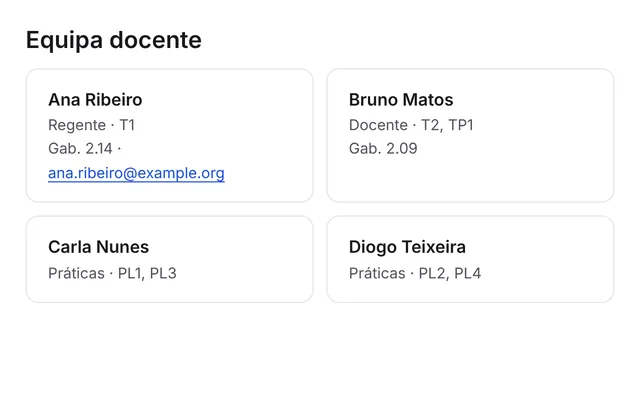 Equipa docente
Ana Ribeiro
Regente · T1
Gab. 2.14 ·
ana.ribeiro@example.org
Bruno Matos
Docente · T2, TP1
Gab. 2.09
Carla Nunes
Práticas · PL1, PL3
Diogo Teixeira
Práticas · PL2, PL4